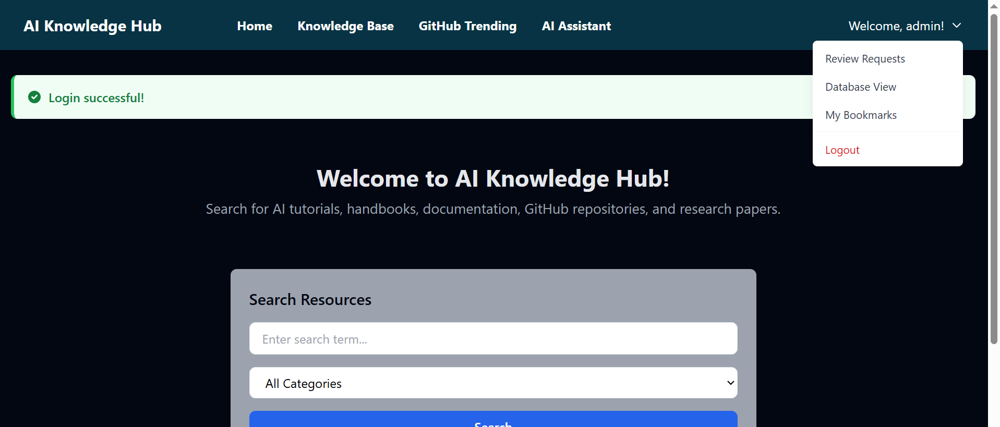 AI Knowledge Hub
Home
Knowledge Base
GitHub Trending
AI Assistant
Welcome, admin!
Review Requests
Database View
My Bookmarks
Logout
Login successful!
Welcome to AI Knowledge Hub!
Search for AI tutorials, handbooks, documentation, GitHub repositories, and research papers.
Search Resources
Enter search term...
All Categories
Search